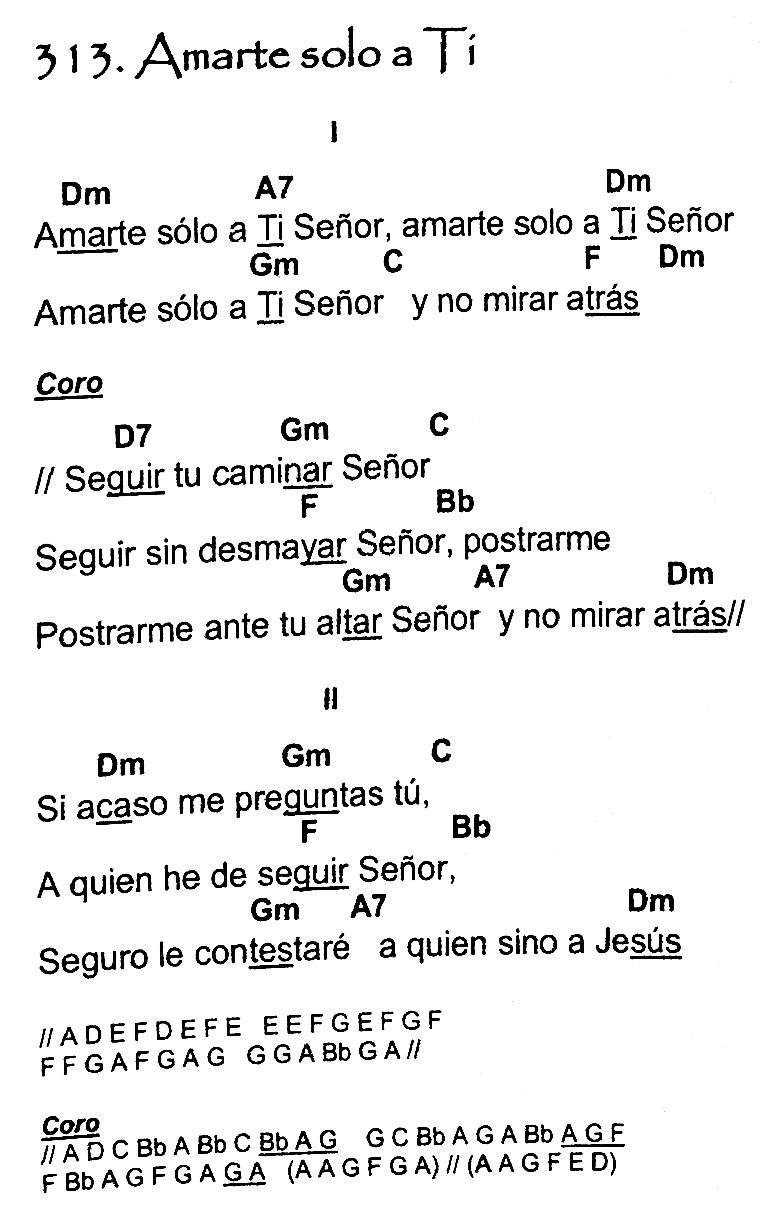 313. Amarte solo a Ti
I
Dm A7 Dm
Amarte sólo a Ti Señor, amarte solo a Ti Señor
Gm C F Dm
Amarte sólo a Ti Señor y no mirar atrás
Coro
D7 Gm C
// Seguir tu caminar Señor
F Bb
Seguir sin desmayar Señor, postrarme
Gm A7 Dm
Postrarme ante tu altar Señor y no mirar atrás//
II
Dm Gm C
Si acaso me preguntas tú,
F Bb
A quien he de seguir Señor,
Gm A7 Dm
Seguro le contestaré a quien sino a Jesús
// A D E F D E F E E E F G E F G F
F F G A F G A G G G A Bb G A //
Coro
// A D C Bb A Bb C Bb A G G C Bb A G A Bb A G F
F Bb A G F G A G A (A A G F G A) // (A A G F E D)